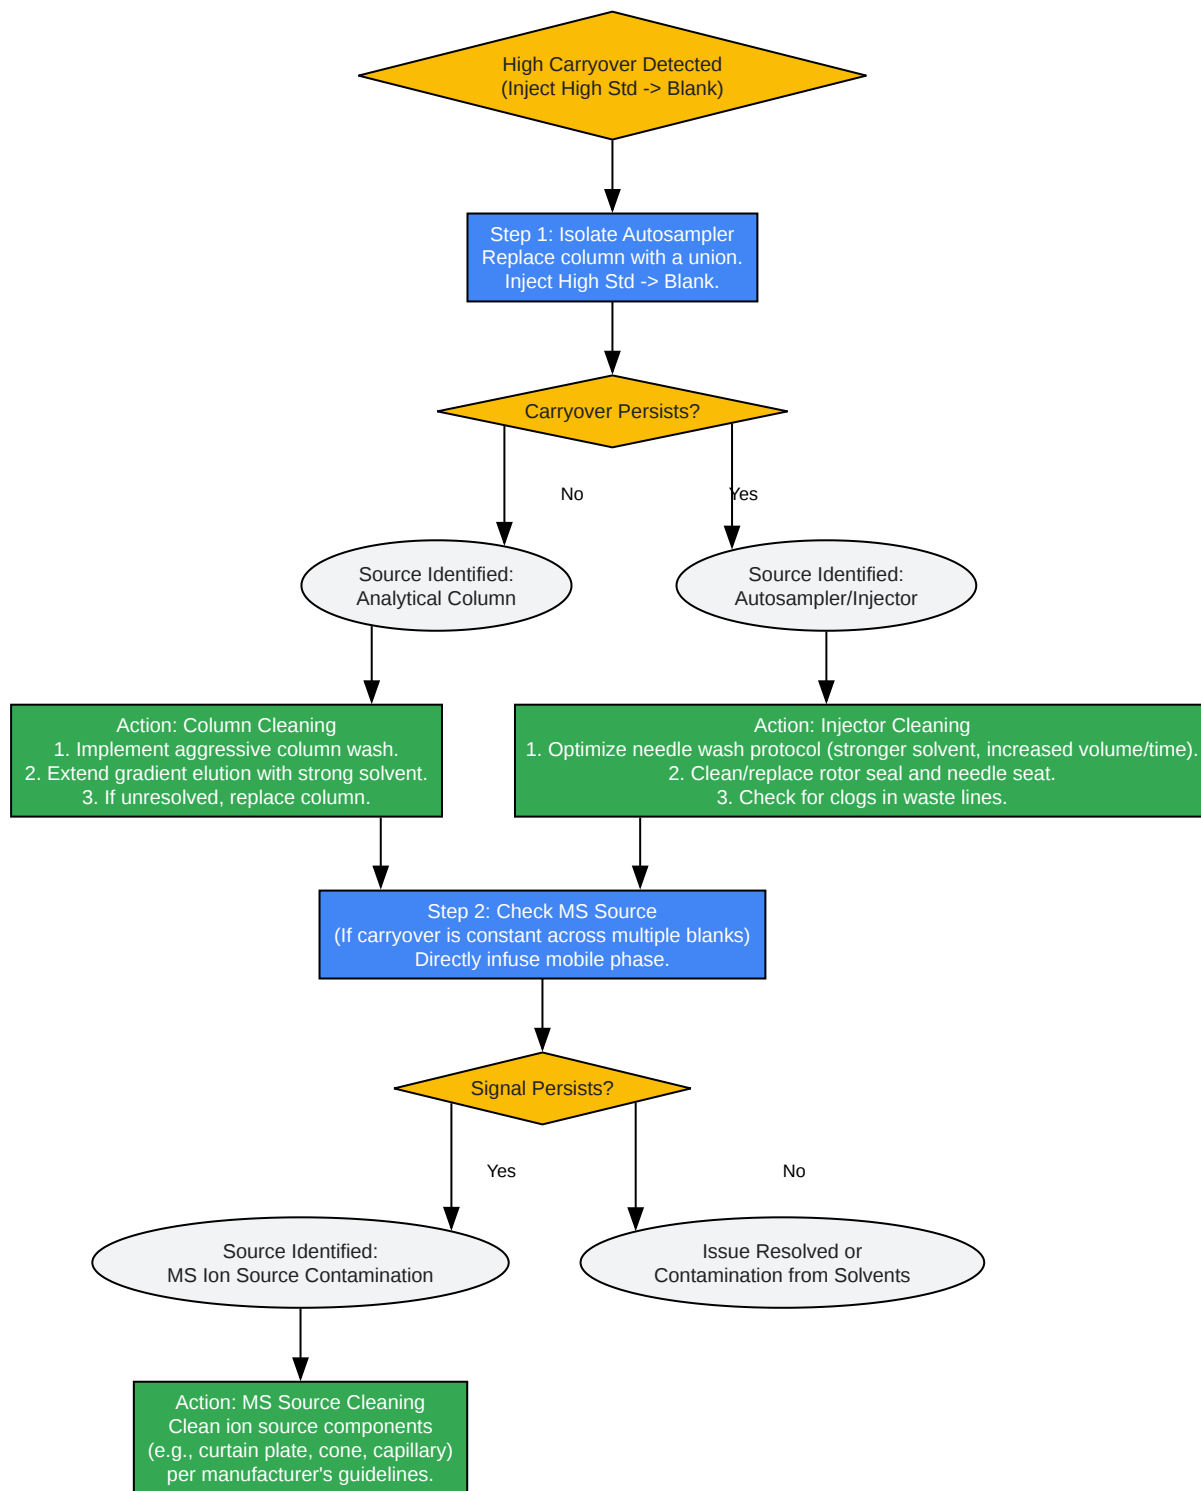 High Carryover Detected
(Inject High Std -> Blank)
Step 1: Isolate Autosampler
Replace column with a union.
Inject High Std -> Blank.
Carryover Persists?
No
Yes
Source Identified:
Analytical Column
Source Identified:
Autosampler/Injector
Action: Column Cleaning
1. Implement aggressive column wash.
2. Extend gradient elution with strong solvent.
3. If unresolved, replace column.
Action: Injector Cleaning
1. Optimize needle wash protocol (stronger solvent, increased volume/time).
2. Clean/replace rotor seal and needle seat.
3. Check for clogs in waste lines.
Step 2: Check MS Source
(If carryover is constant across multiple blanks)
Directly infuse mobile phase.
Signal Persists?
Yes
No
Source Identified:
MS Ion Source Contamination
Issue Resolved or
Contamination from Solvents
Action: MS Source Cleaning
Clean ion source components
(e.g., curtain plate, cone, capillary)
per manufacturer's guidelines.